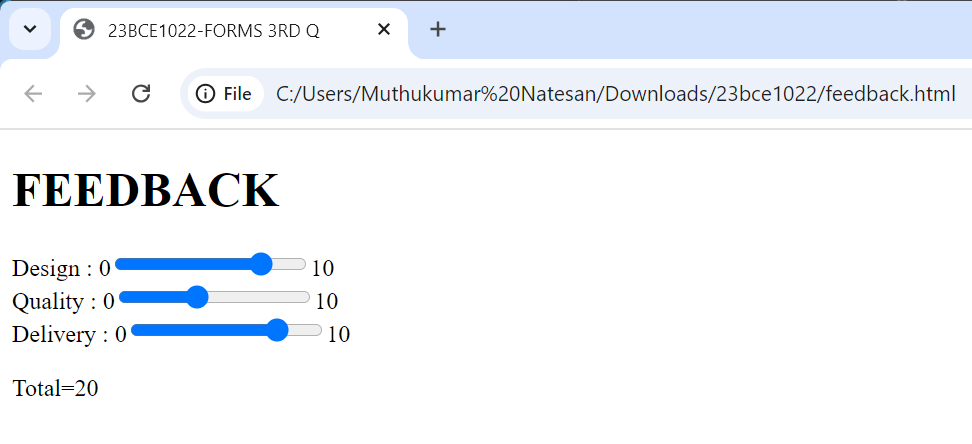 23BCE1022-FORMS 3RD Q
File C:/Users/Muthukumar%20Natesan/Downloads/23bce1022/feedback.html
FEEDBACK
Design : 0 10
Quality : 0 10
Delivery : 0 10
Total=20